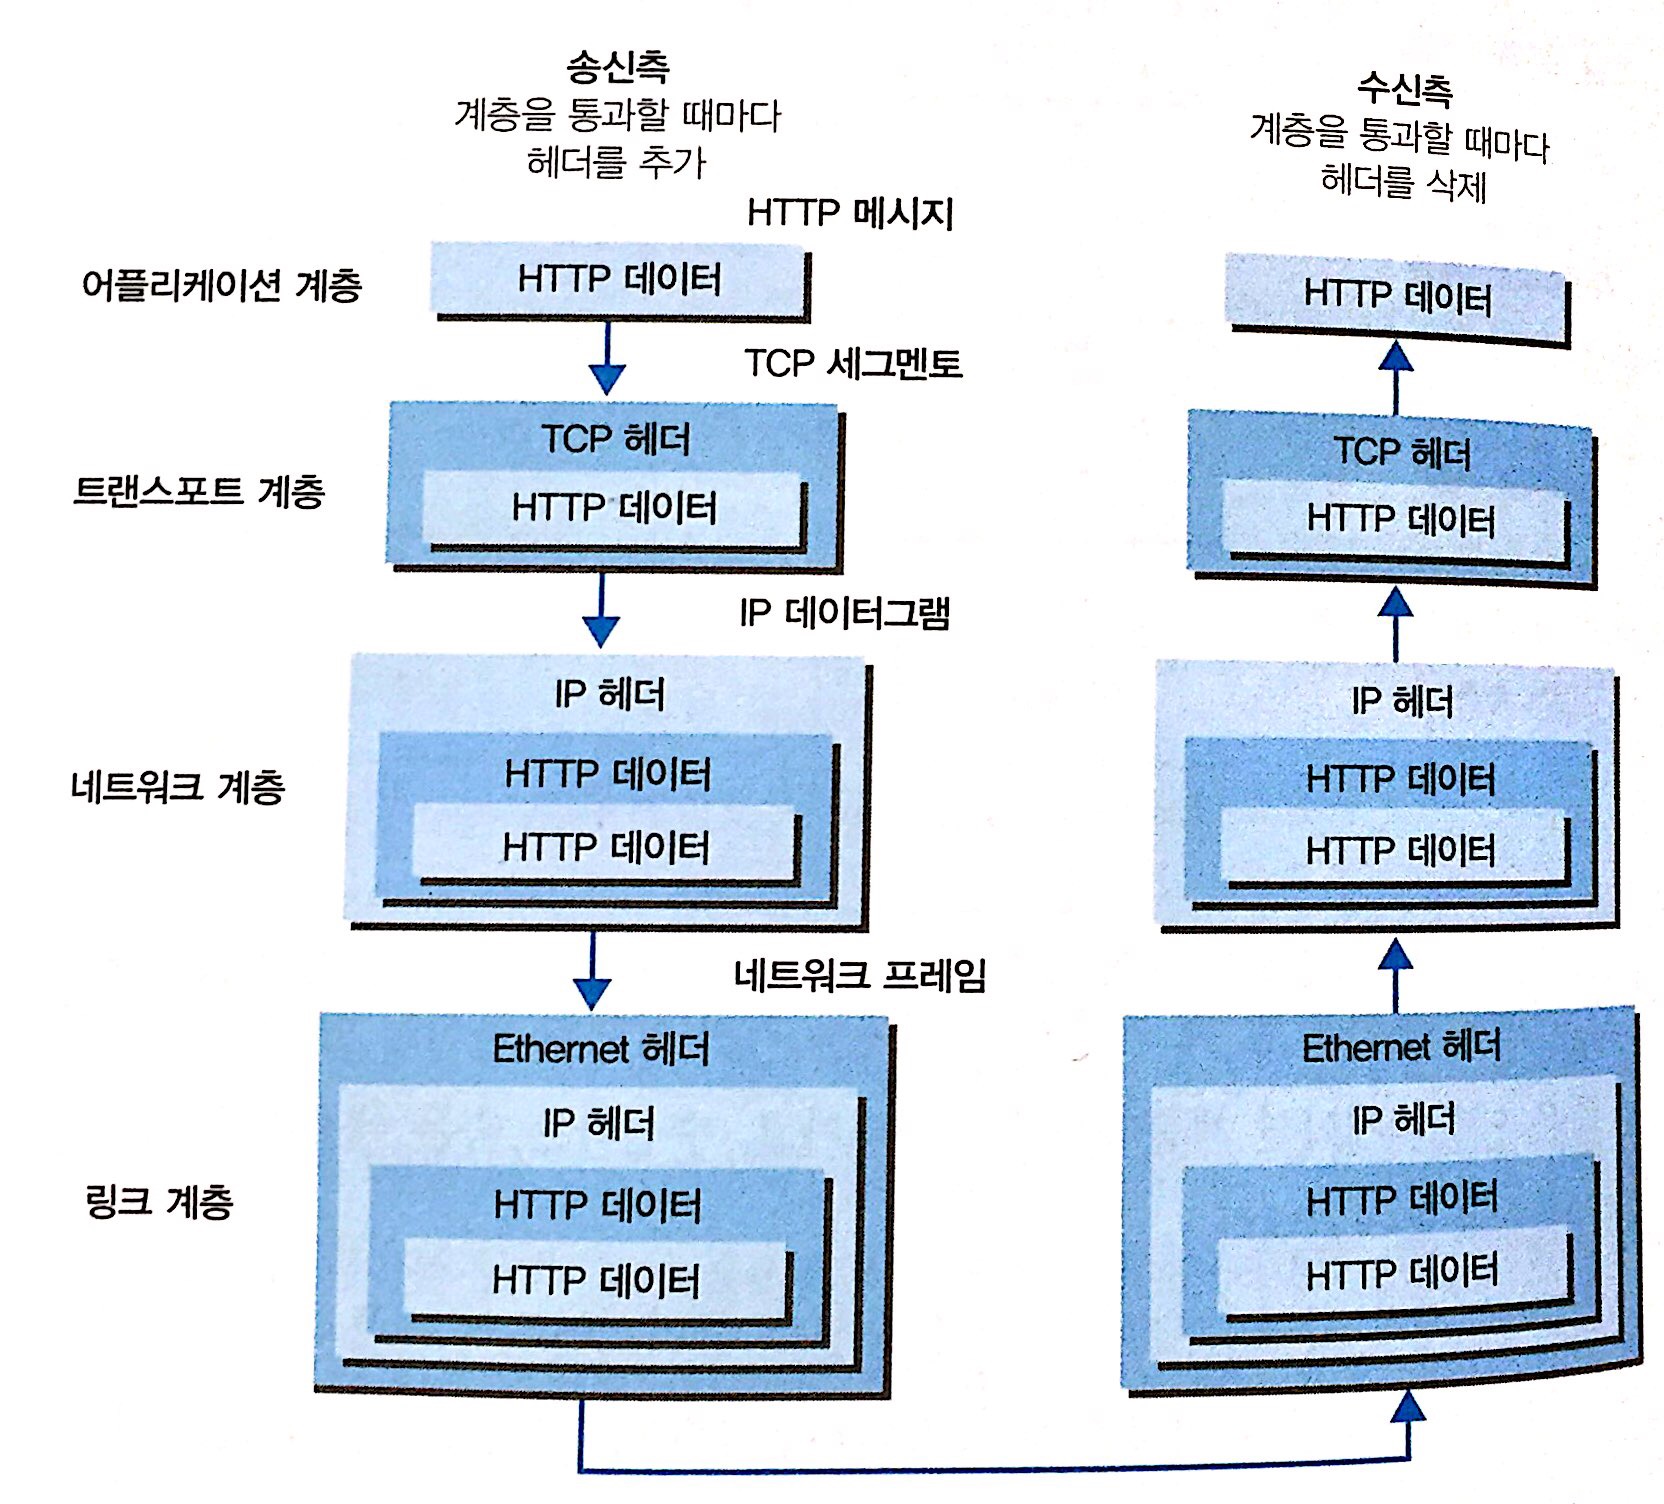 송신측
계층을 통과할 때마다
헤더를 추가
수신측
계층을 통과할 때마다
헤더를 삭제
HTTP 메시지
어플리케이션 계층
HTTP 데이터
HTTP 데이터
TCP 세그멘토
트랜스포트 계층
TCP 헤더
HTTP 데이터
TCP 헤더
HTTP 데이터
IP 데이터그램
네트워크 계층
IP 헤더
HTTP 데이터
HTTP 데이터
IP 헤더
HTTP 데이터
HTTP 데이터
네트워크 프레임
링크 계층
Ethernet 헤더
IP 헤더
HTTP 데이터
HTTP 데이터
Ethernet 헤더
IP 헤더
HTTP 데이터
HTTP 데이터